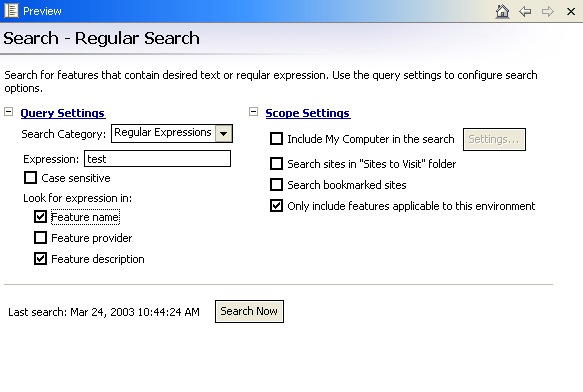 Preview
Search - Regular Search
Search for features that contain desired text or reqular expression. Use the query settings to configure search
options.
Query Settings
Search Category: Regular Expressions
Expression: test
Case sensitive
Look for expression in:
Feature name
Feature provider
Feature description
Scope Settings
Include My Computer in the search Settings...
Search sites in "Sites to Visit" folder
Search bookmarked sites
Only include features applicable to this environment
Last search: Mar 24, 2003 10:44:24 AM Search Now